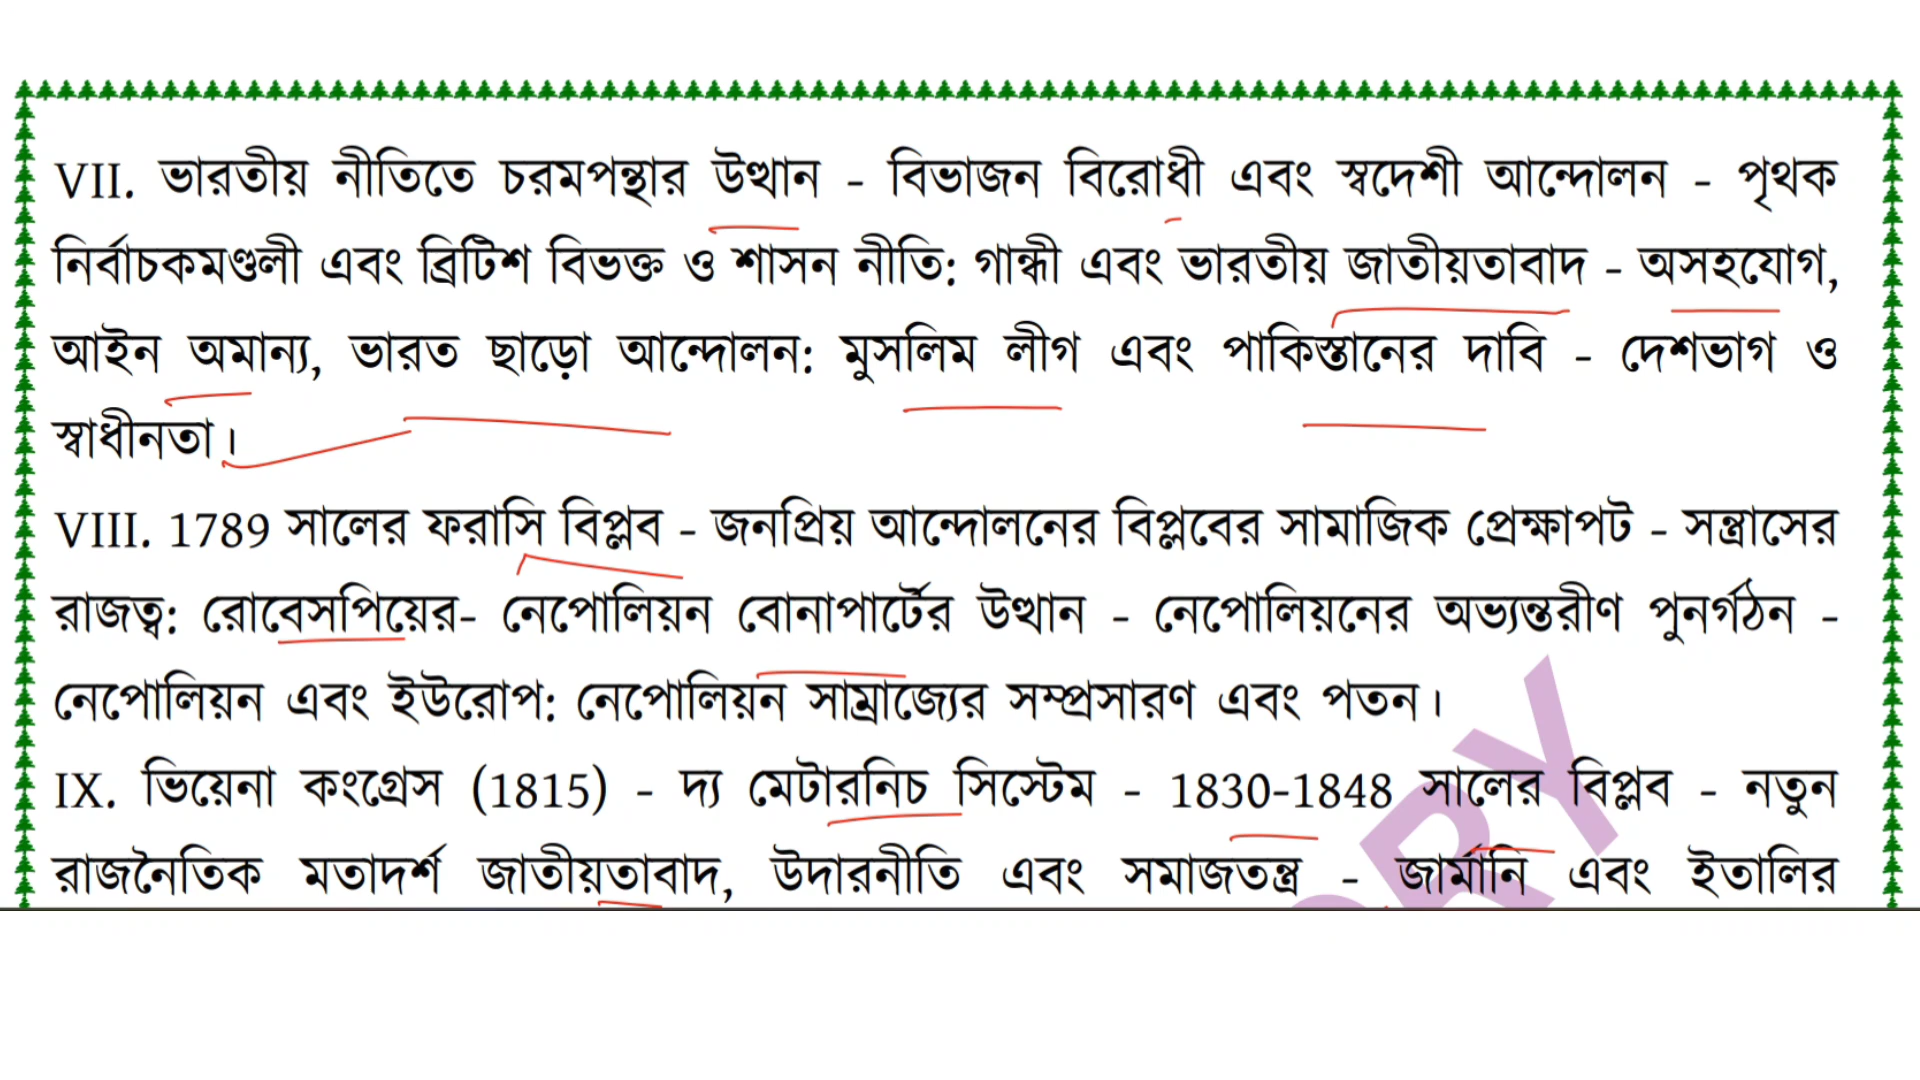 VII. ভারতীয় নীতিতে চরমপন্থার উত্থান - বিভাজন বিরোধী এবং স্বদেশী আন্দোলন - পৃথক
নির্বাচকমণ্ডলী এবং ব্রিটিশ বিভক্ত ও শাসন নীতি: গান্ধী এবং ভারতীয় জাতীয়তাবাদ - অসহযোগ,
আইন অমান্য, ভারত ছাড়ো আন্দোলন: মুসলিম লীগ এবং পাকিস্তানের দাবি - দেশভাগ ও
স্বাধীনতা।
VIII. 1789 সালের ফরাসি বিপ্লব - জনপ্রিয় আন্দোলনের বিপ্লবের সামাজিক প্রেক্ষাপট - সন্ত্রাসের
রাজত্ব: রোবেসপিয়ের- নেপোলিয়ন বোনাপার্টের উত্থান - নেপোলিয়নের অভ্যন্তরীণ পুনর্গঠন -
নেপোলিয়ন এবং ইউরোপ: নেপোলিয়ন সাম্রাজ্যের সম্প্রসারণ এবং পতন।
IX. ভিয়েনা কংগ্রেস (1815) - দ্য মেটারনিচ সিস্টেম - 1830-1848 সালের বিপ্লব - নতুন
রাজনৈতিক মতাদর্শ জাতীয়তাবাদ, উদারনীতি এবং সমাজতন্ত্র - জার্মানি এবং ইতালির